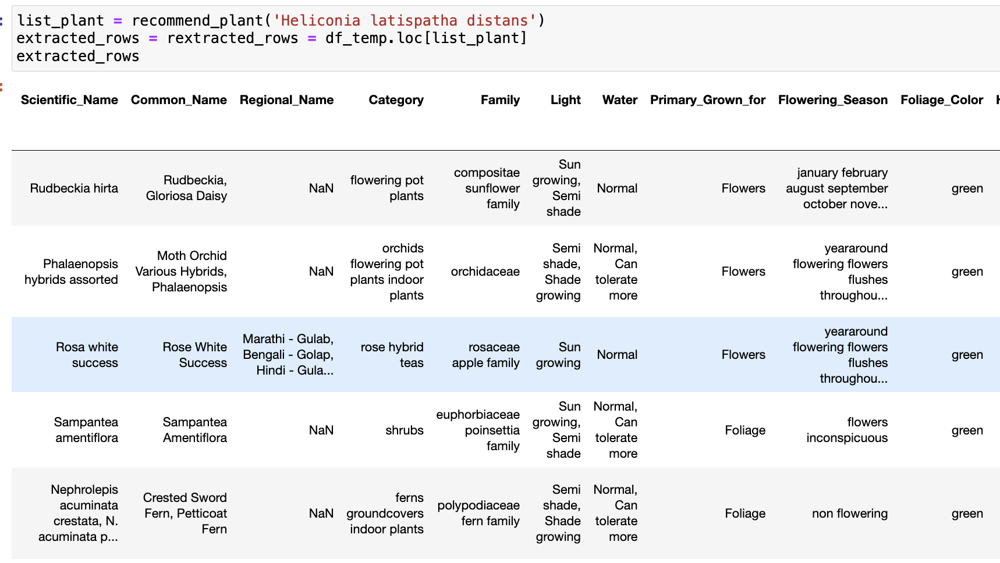 list_plant = recommend_plant('Heliconia latispatha distans')
extracted_rows = rextracted_rows = df_temp.loc[list_plant]
extracted_rows
Scientific_Name Common_Name Regional_Name Category Family Light Water Primary_Grown_for Flowering_Season Foliage_Color
Rudbeckia hirta
Rudbeckia,
Gloriosa Daisy
NaN
flowering pot
plants
compositae
sunflower
family
Sun
growing,
Semi
shade
Normal
Flowers
january february
august september
october nove...
green
Phalaenopsis
hybrids assorted
Moth Orchid
Various Hybrids,
Phalaenopsis
NaN
orchids
flowering pot
plants indoor
plants
orchidaceae
Semi
shade,
Shade
growing
Normal,
Can
tolerate
more
Flowers
yeararound
flowering flowers
flushes
throughou...
green
Rosa white
success
Rose White
Success
Marathi - Gulab,
Bengali - Golap,
Hindi - Gula...
rose hybrid
teas
rosaceae
apple family
Sun
growing
Normal
Flowers
yeararound
flowering flowers
flushes
throughou...
green
Sampantea
amentiflora
Sampantea
Amentiflora
NaN
shrubs
euphorbiaceae
poinsettia
family
Sun
growing,
Semi
shade
Normal,
Can
tolerate
more
Foliage
flowers
inconspicuous
green
Nephrolepis
acuminata
crestata, N.
acuminata p...
Crested Sword
Fern, Petticoat
Fern
NaN
ferns
groundcovers
indoor plants
polypodiaceae
fern family
Semi
shade,
Shade
growing
Normal,
Can
tolerate
more
Foliage
non flowering
green